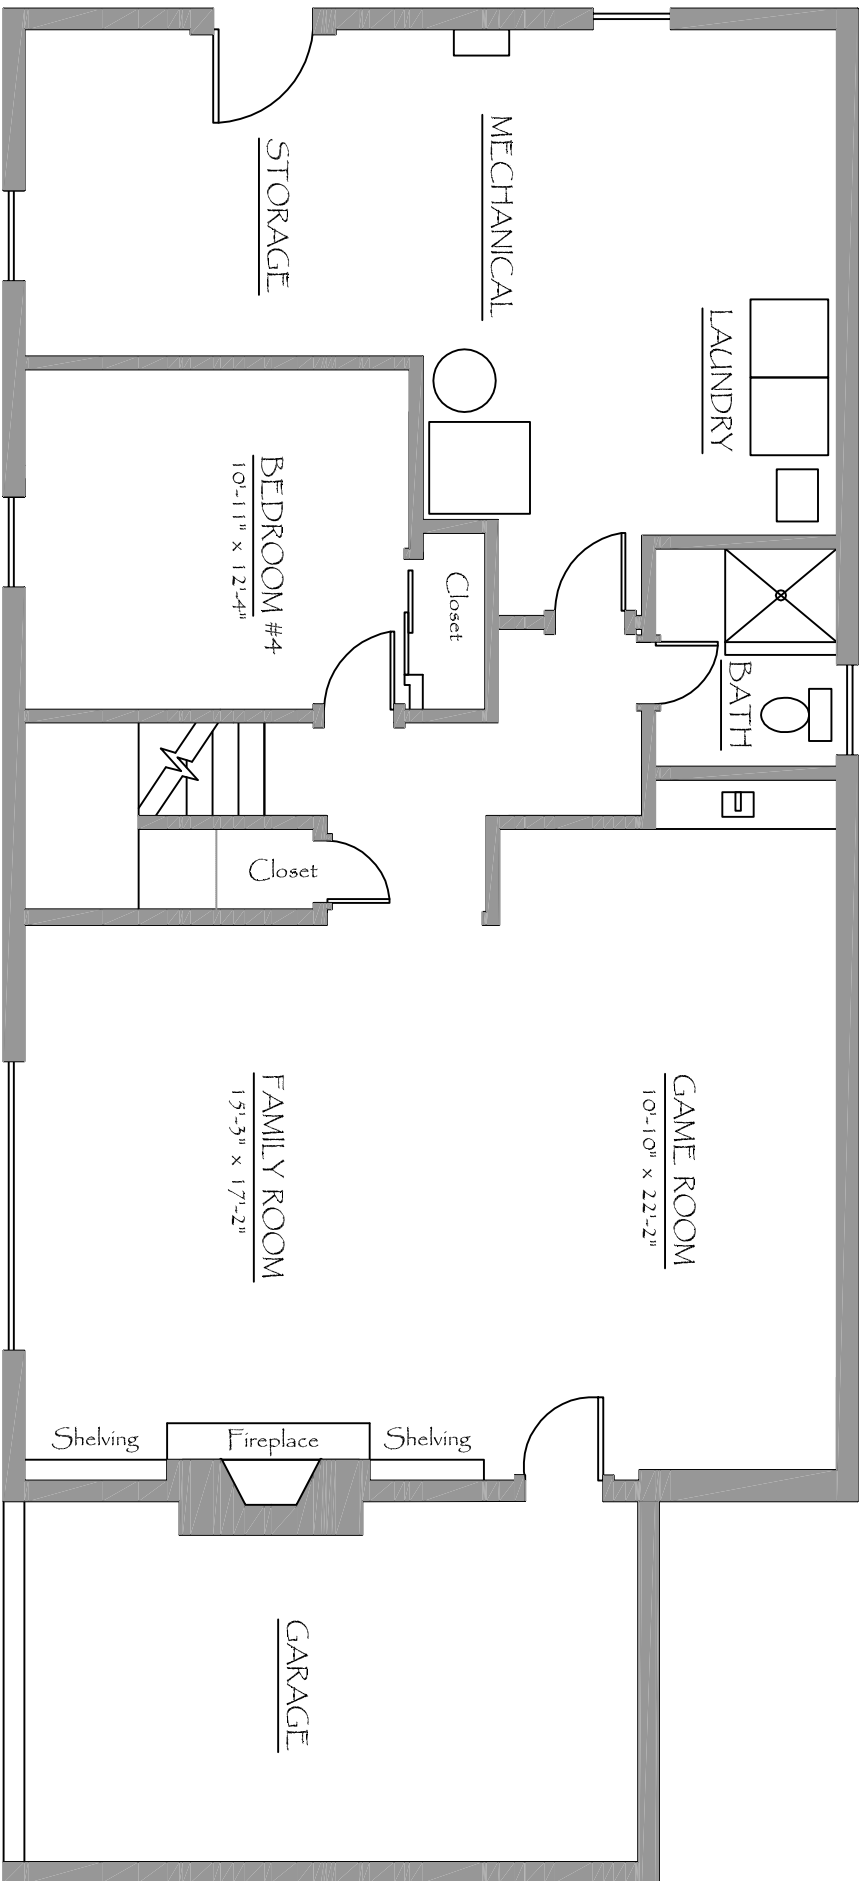 STORAGE
MECHANICAL
LAUNDRY
BEDROOM #4
10'-11" x 12'-4"
Closet
BATH
Closet
FAMILY ROOM
15'-3" x 17'-2"
GAME ROOM
10'-10" x 22'-2"
Shelving
Fireplace
Shelving
GARAGE